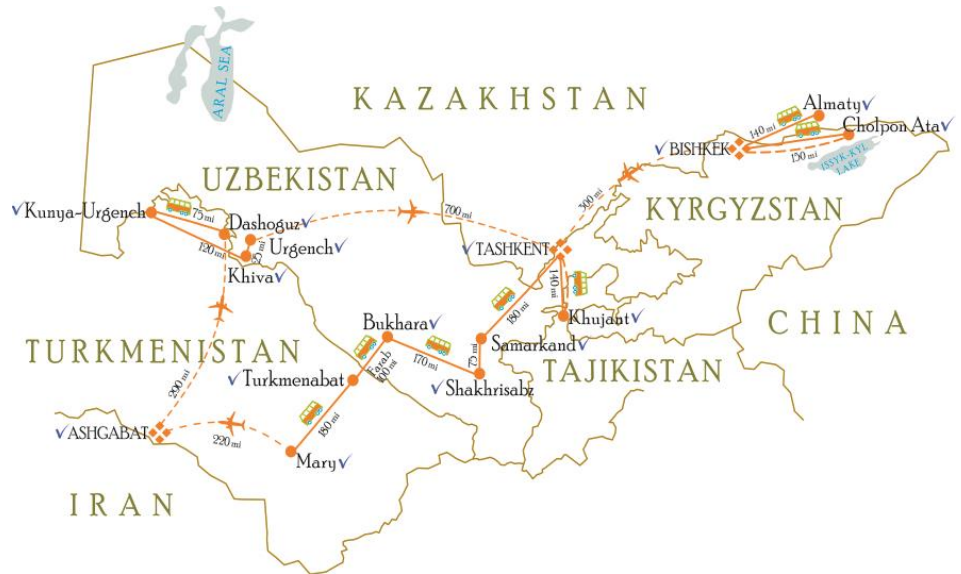 ARAL SEA
KAZAKHSTAN
Almaty
140 mi
Cholpon Ata
BISHKEK
150 mi
ISSYK-KYL
LAKE
UZBEKISTAN
300 mi
KYRGYZSTAN
Kunya-Urgench
75 mi
Dashoguz
700 mi
Urgench
120 mi
25 mi
Khiva
TASHKENT
140 mi
180 mi
Khujant
CHINA
Bukhara
TURKMENISTAN
Samarkand
Farab
100 mi
170 mi
72 mi
TAJIKISTAN
Turkmenabat
Shakhrisabz
290 mi
180 mi
ASHGABAT
220 mi
Mary
IRAN